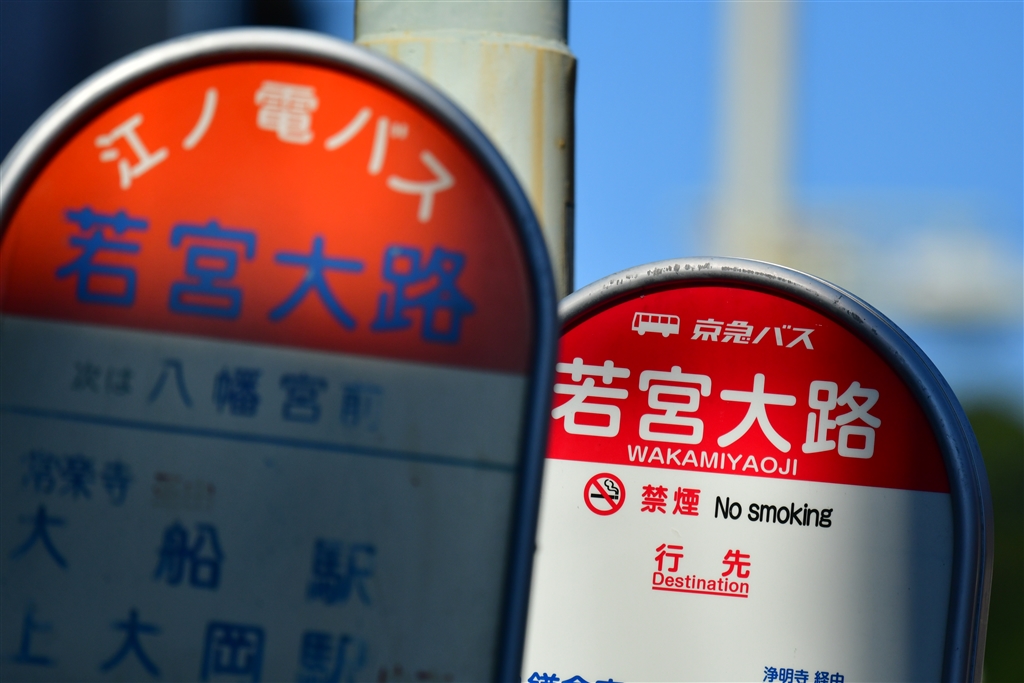 江ノ電バス
若宮大路
次は 八幡宮前
常楽寺
大船駅
上大岡駅
京急バス
若宮大路
WAKAMIYAOJI
禁煙 No smoking
行先
Destination
浄明寺 経由